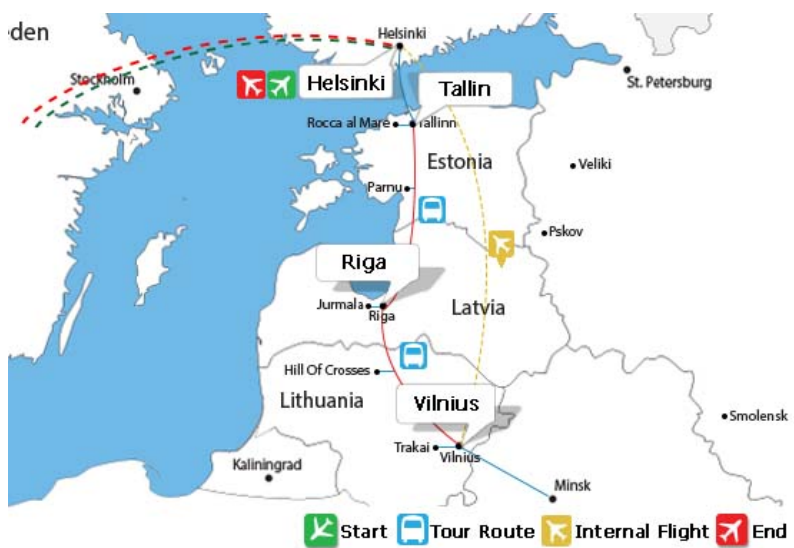 den
Helsinki
Stockholm
Helsinki
Tallin
St. Petersburg
Rocca al Mare
Tallinn
Estonia
Veliki
Parnu
Pskov
Riga
Jurmala
Riga
Latvia
Hill Of Crosses
Lithuania
Vilnius
Smolensk
Trakai
Vilnius
Kaliningrad
Minsk
Start
Tour Route
Internal Flight
End